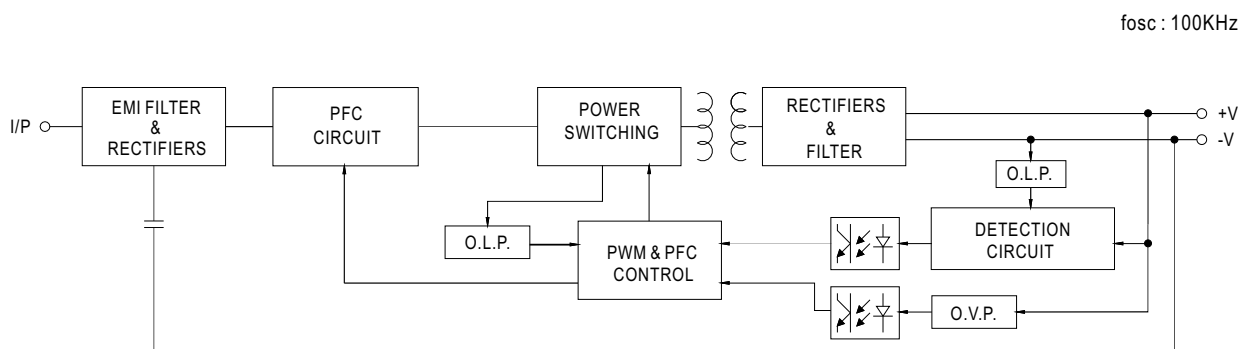 fosc : 100KHz
I/P
EMI FILTER
&
RECTIFIERS
PFC
CIRCUIT
POWER
SWITCHING
RECTIFIERS
&
FILTER
+V
-V
O.L.P.
O.L.P.
PWM & PFC
CONTROL
DETECTION
CIRCUIT
O.V.P.